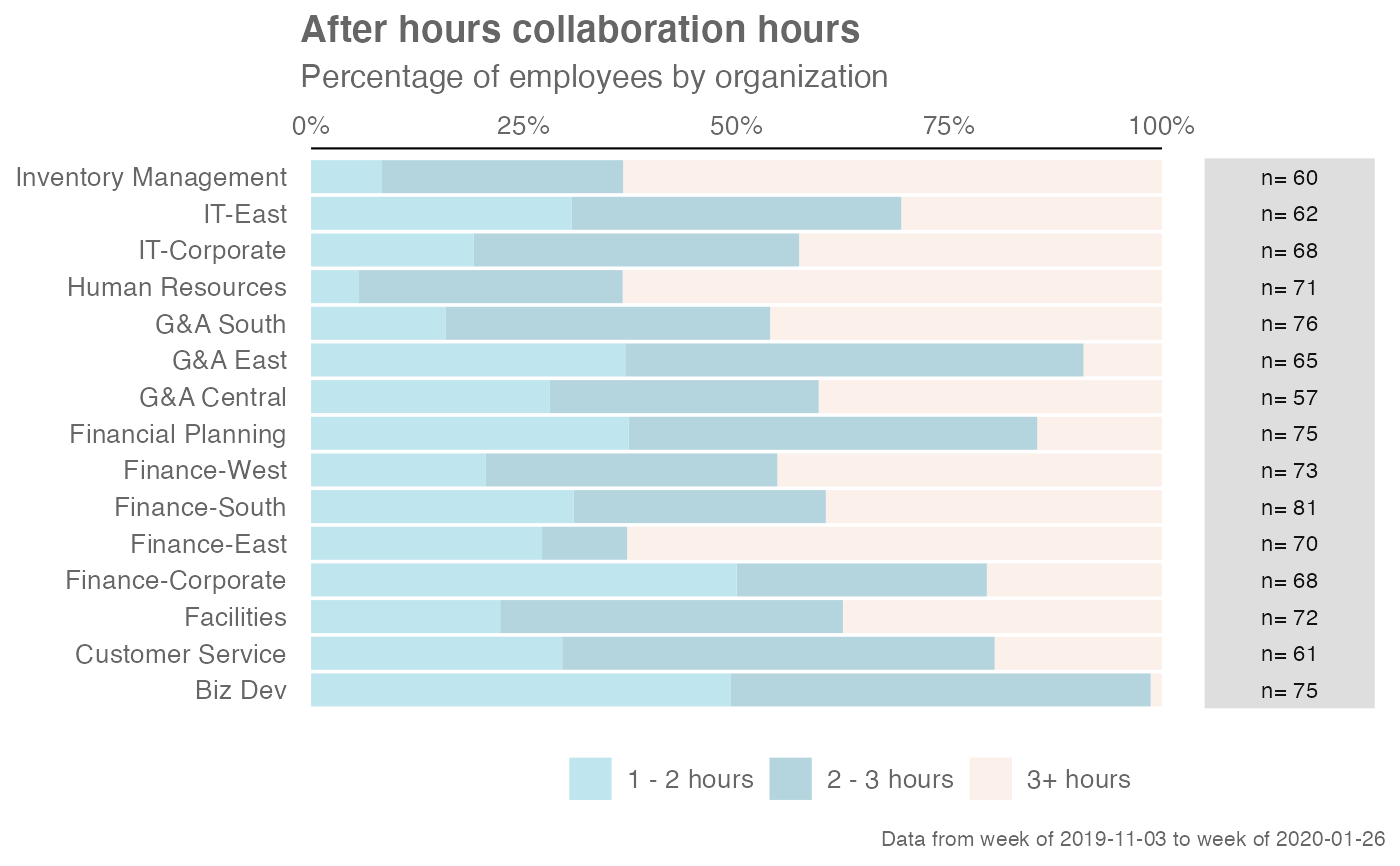 After hours collaboration hours
Percentage of employees by organization
0% 25% 50% 75% 100%
Inventory Management n= 60
IT-East n= 62
IT-Corporate n= 68
Human Resources n= 71
G&A South n= 76
G&A East n= 65
G&A Central n= 57
Financial Planning n= 75
Finance-West n= 73
Finance-South n= 81
Finance-East n= 70
Finance-Corporate n= 68
Facilities n= 72
Customer Service n= 61
Biz Dev n= 75
1 - 2 hours 2 - 3 hours 3+ hours
Data from week of 2019-11-03 to week of 2020-01-26